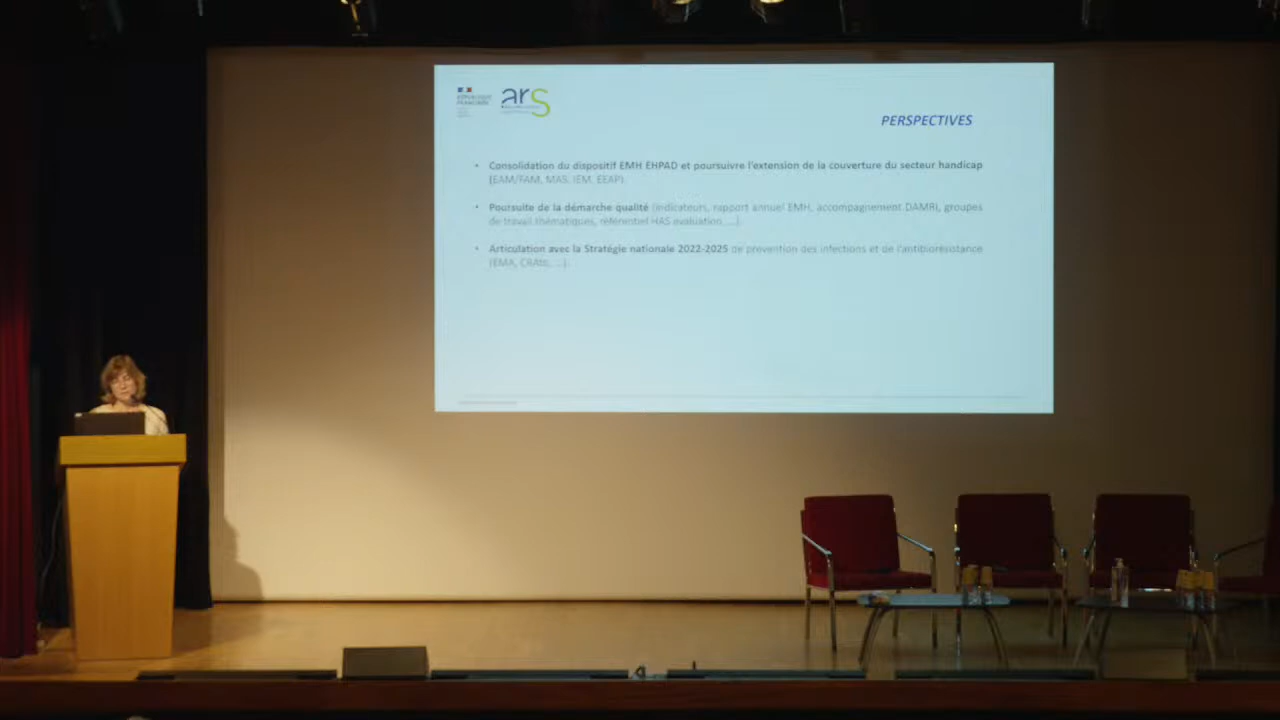 RÉPUBLIQUE
FRANÇAISE
ars
PERSPECTIVES
• Consolidation du dispositif EMH EHPAD et poursuivre l'extension de la couverture du secteur handicap
(EAM/FAM, MAS, IEM, EEAP).
• Poursuite de la démarche qualité (indicateurs, rapport annuel EMH, accompagnement DAMRI, groupes
de travail thématiques, référentiel HAS évaluation ...).
• Articulation avec la Stratégie nationale 2022-2025 de prévention des infections et de l'antibiorésistance
(EMA, CRAtb, ...).